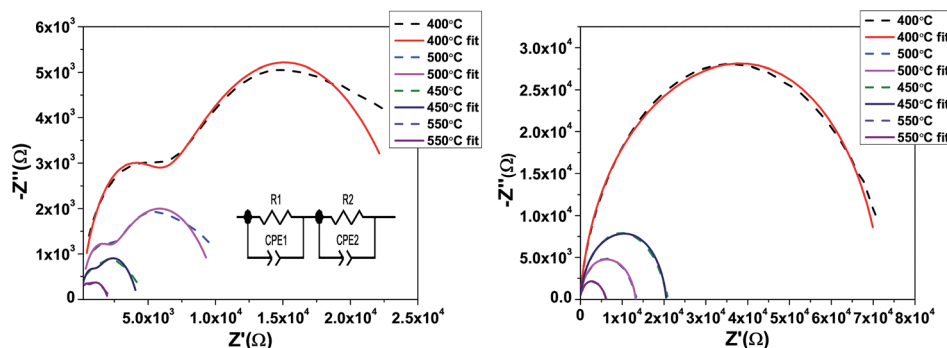 6x10³
5x10³
4x10³
3x10³
2x10³
1x10³
0
-Z''(Ω)
5.0x10³
1.0x10⁴
1.5x10⁴
2.0x10⁴
2.5x10⁴
Z'(Ω)
400°C
400°C fit
500°C
500°C fit
450°C
450°C fit
550°C
550°C fit
R1
R2
CPE1
CPE2
3.0x10⁴
2.5x10⁴
2.0x10⁴
1.5x10⁴
1.0x10⁴
5.0x10³
0.0
-Z''(Ω)
0
1x10⁴
2x10⁴
3x10⁴
4x10⁴
5x10⁴
6x10⁴
7x10⁴
8x10⁴
Z'(Ω)
400°C
400°C fit
500°C
500°C fit
450°C
450°C fit
550°C
550°C fit